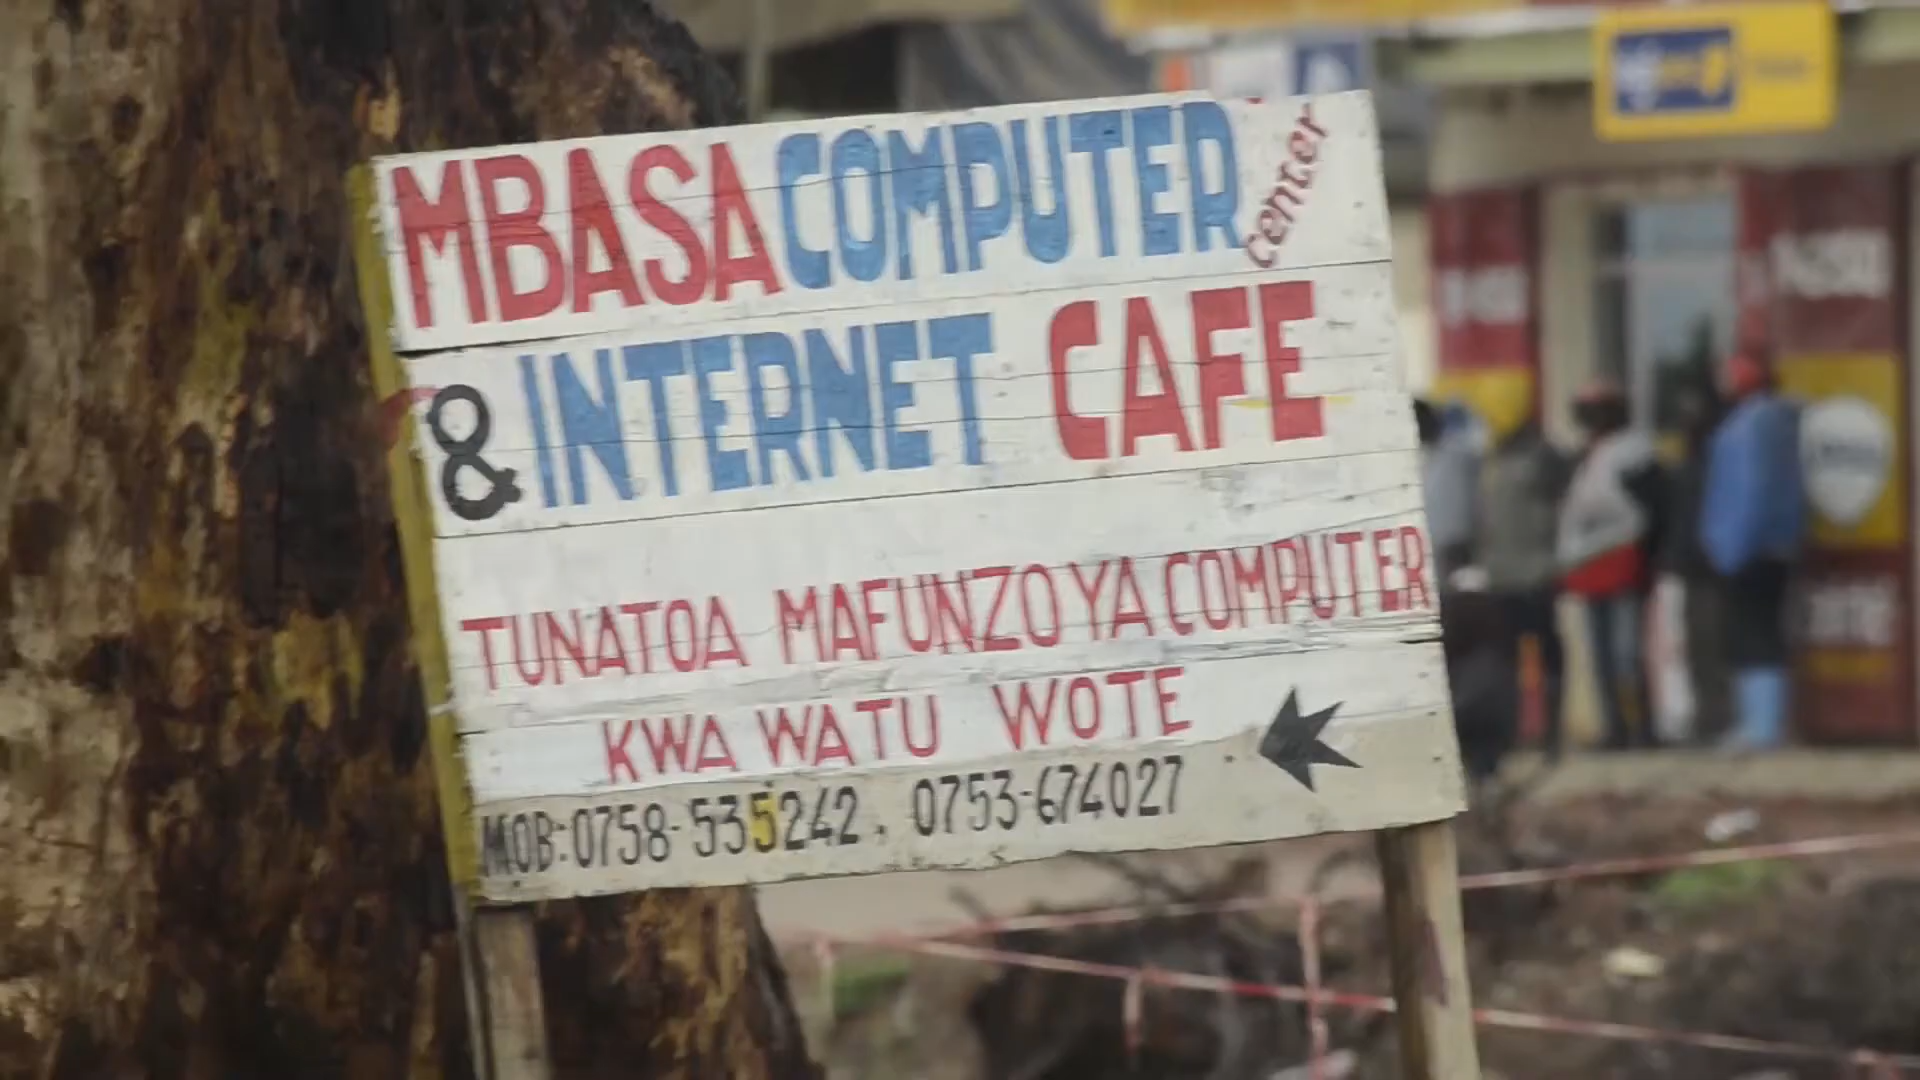 MBASA COMPUTER center
& INTERNET CAFE
TUNATOA MAFUNZO YA COMPUTER
KWA WATU WOTE
MOB:0758-535242, 0753-674027